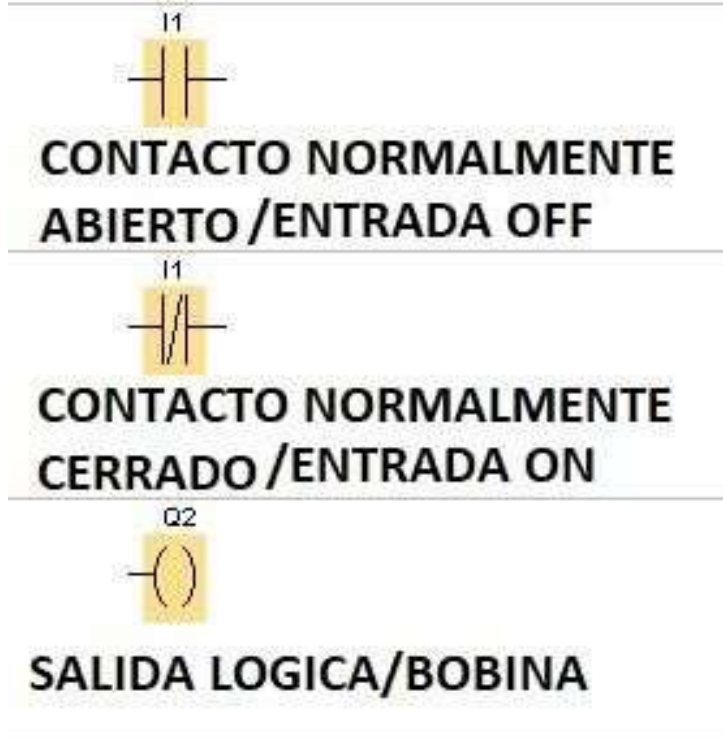 I1
CONTACTO NORMALMENTE
ABIERTO/ENTRADA OFF
I1
CONTACTO NORMALMENTE
CERRADO/ENTRADA ON
Q2
SALIDA LOGICA/BOBINA